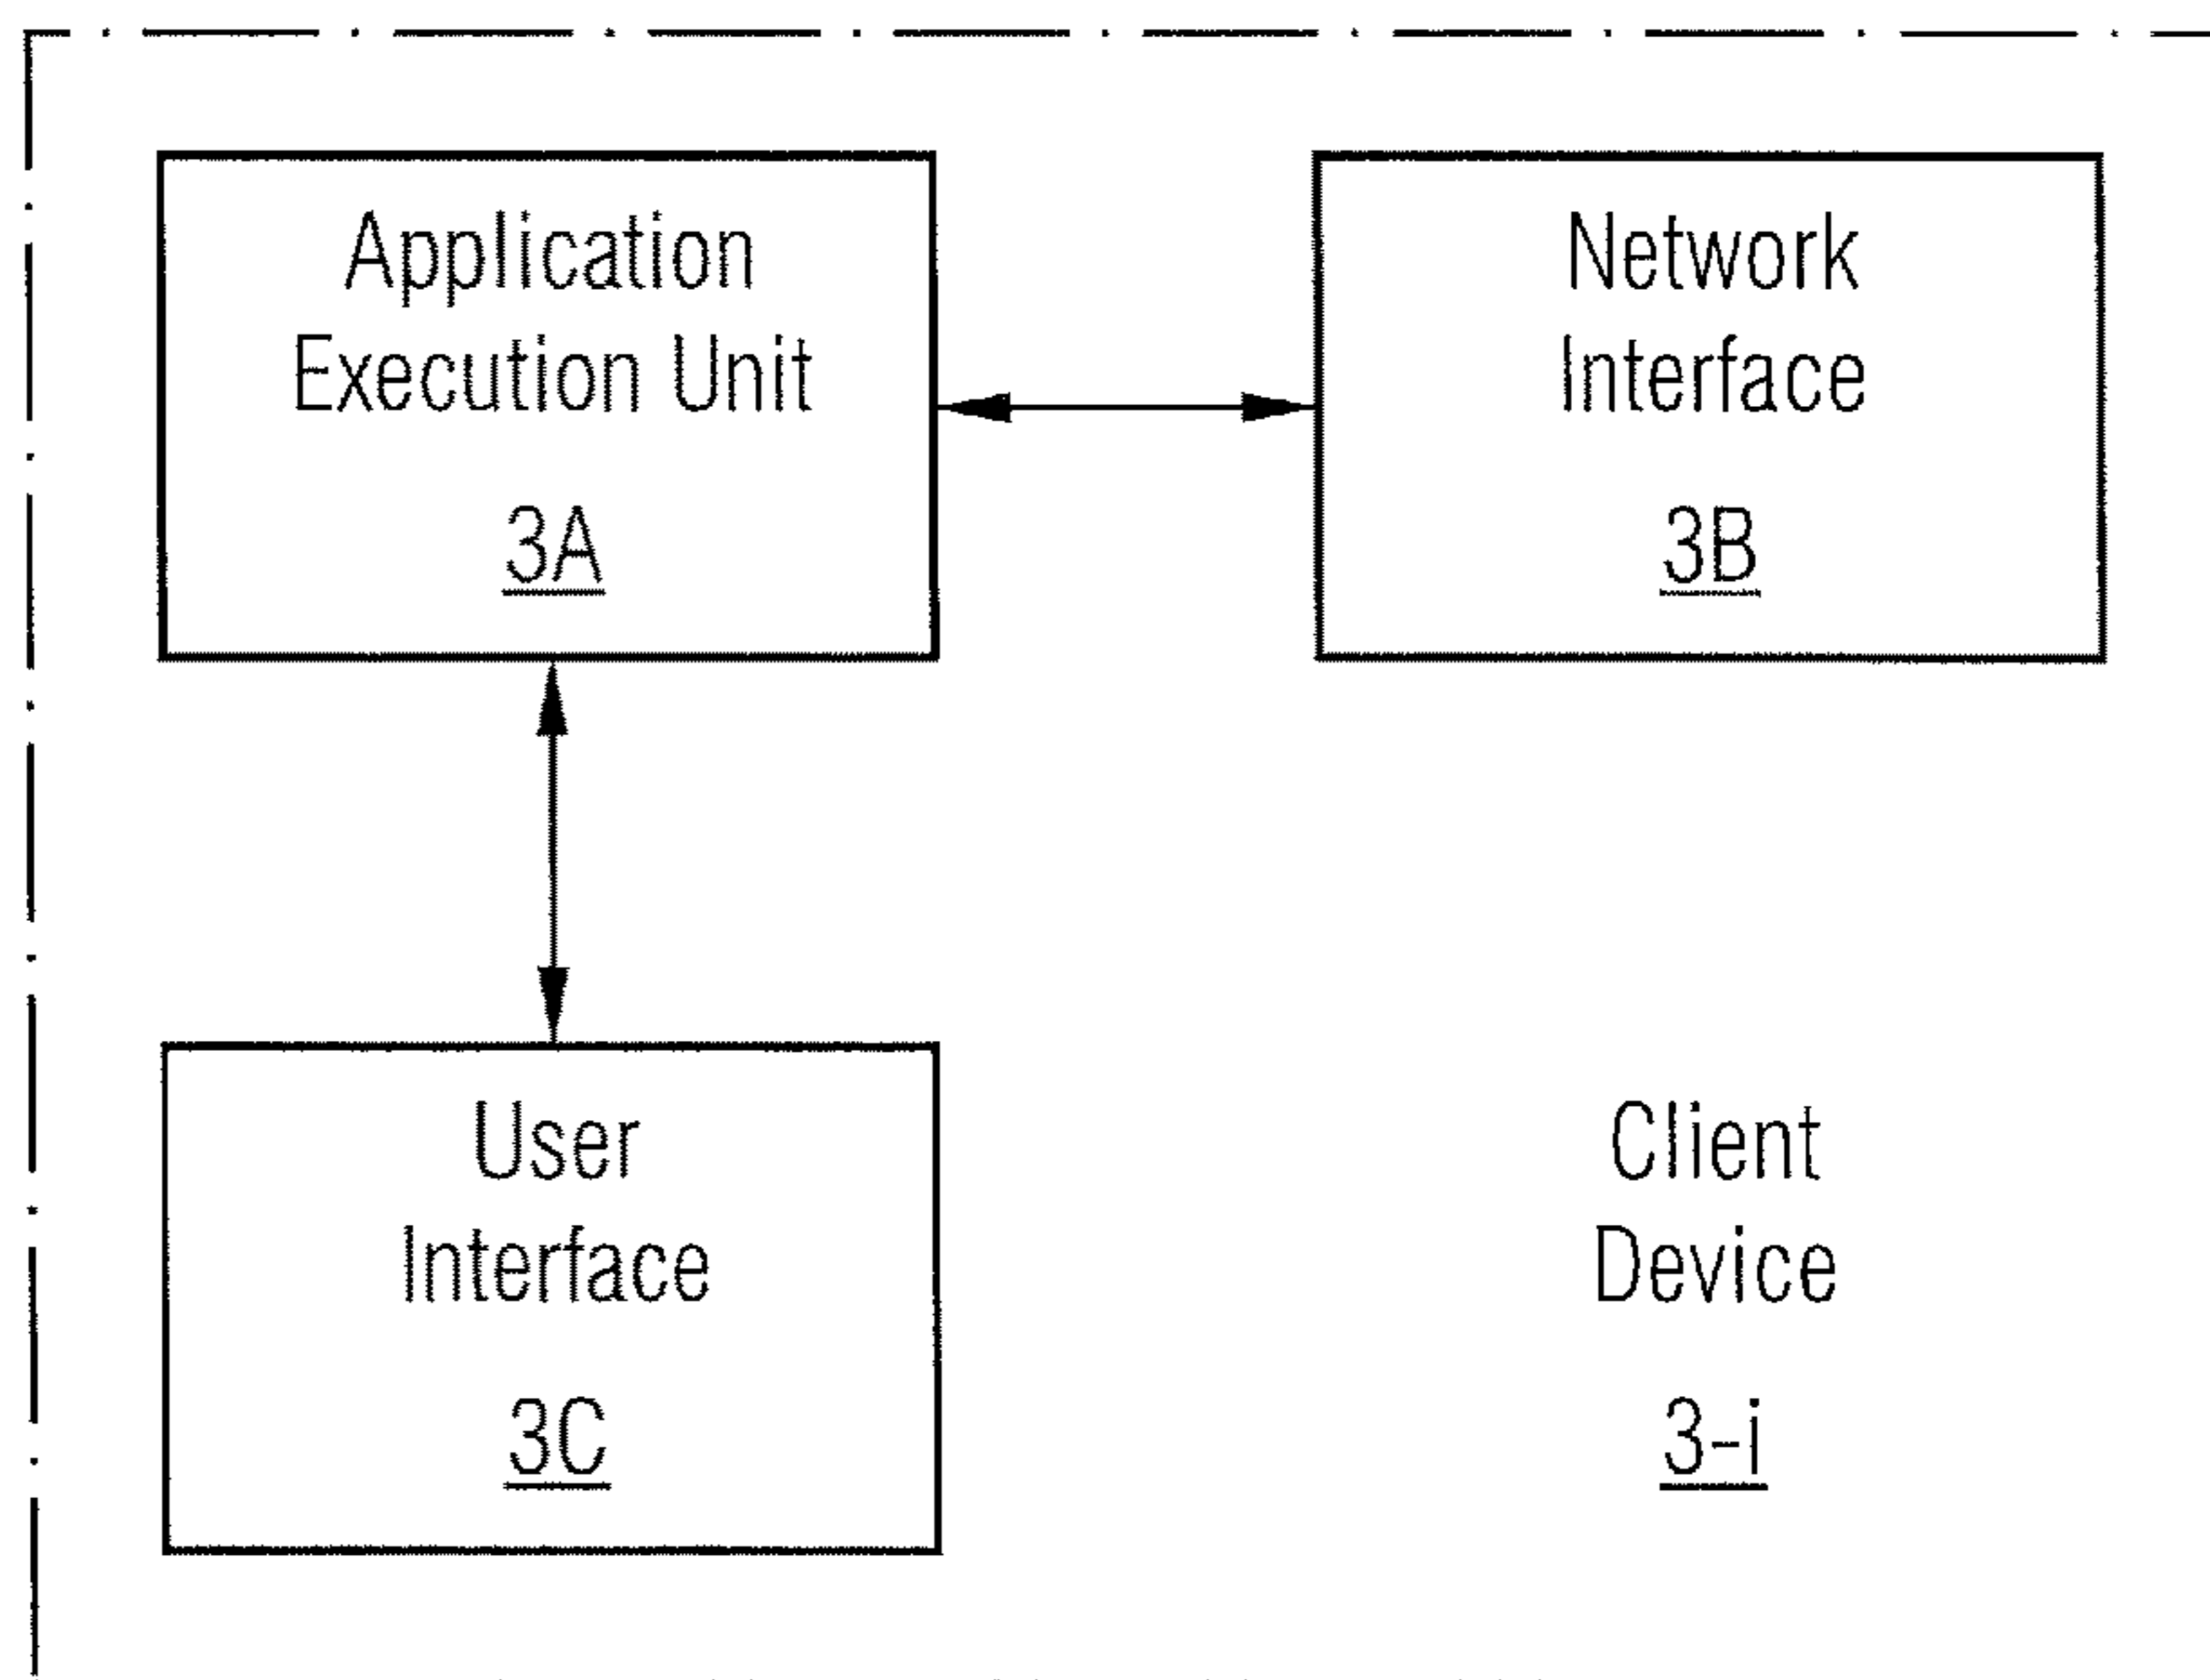 Application
Execution Unit
3A
Network
Interface
3B
User
Interface
3C
Client
Device
3-i